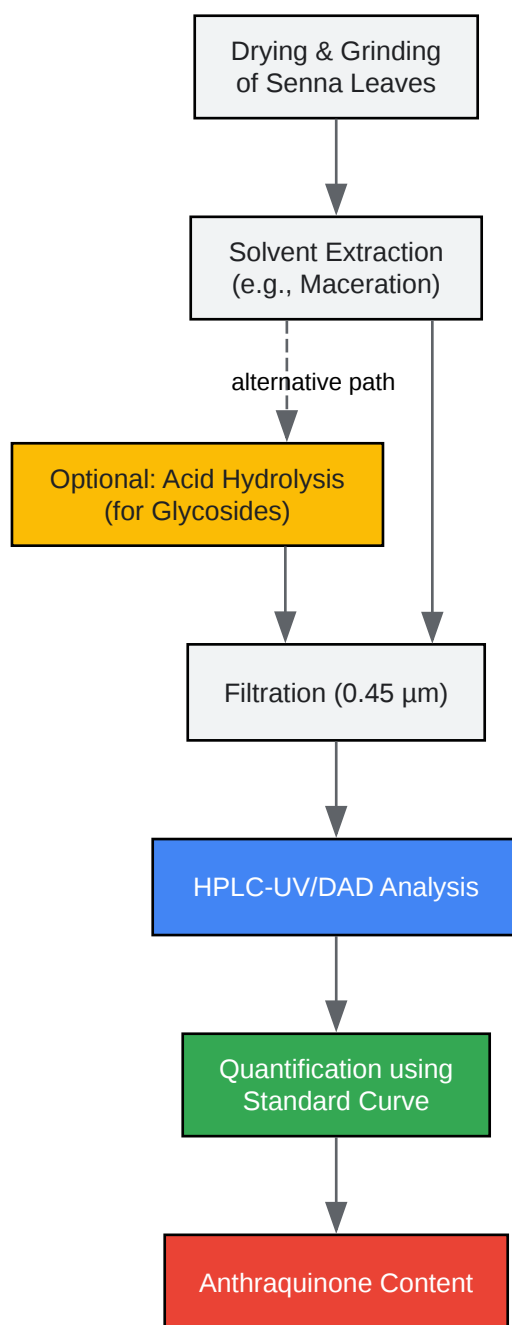 Drying & Grinding
of Senna Leaves
Solvent Extraction
(e.g., Maceration)
alternative path
Optional: Acid Hydrolysis
(for Glycosides)
Filtration (0.45 µm)
HPLC-UV/DAD Analysis
Quantification using
Standard Curve
Anthraquinone Content